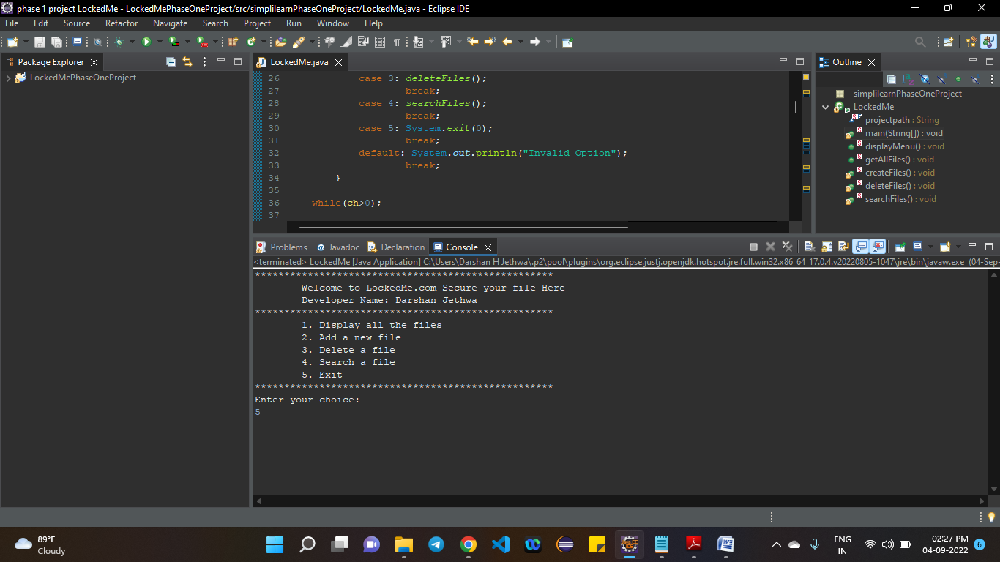 phase 1 project LockedMe - LockedMePhaseOneProject/src/simplilearnPhaseOneProject/LockedMe.java - Eclipse IDE
File Edit Source Refactor Navigate Search Project Run Window Help
Package Explorer
LockedMePhaseOneProject
LockedMe.java
26 case 3: deleteFiles();
27 break;
28 case 4: searchFiles();
29 break;
30 case 5: System.exit(0);
31 break;
32 default: System.out.println("Invalid Option");
33 break;
34 }
35
36 while(ch>0);
37
Outline
simplilearnPhaseOneProject
LockedMe
projectpath : String
main(String[]) : void
displayMenu() : void
getAllFiles() : void
createFiles() : void
deleteFiles() : void
searchFiles() : void
Problems Javadoc Declaration Console
<terminated> LockedMe [Java Application] C:\Users\Darshan H Jethwa\.p2\pool\plugins\org.eclipse.justj.openjdk.hotspot.jre.full.win32.x86_64_17.0.4.v20220805-1047\jre\bin\javaw.exe (04-Sep-
***************************************************
Welcome to LockedMe.com Secure your file Here
Developer Name: Darshan Jethwa
***************************************************
1. Display all the files
2. Add a new file
3. Delete a file
4. Search a file
5. Exit
***************************************************
Enter your choice:
5
89°F
Cloudy
ENG
IN
02:27 PM
04-09-2022
6